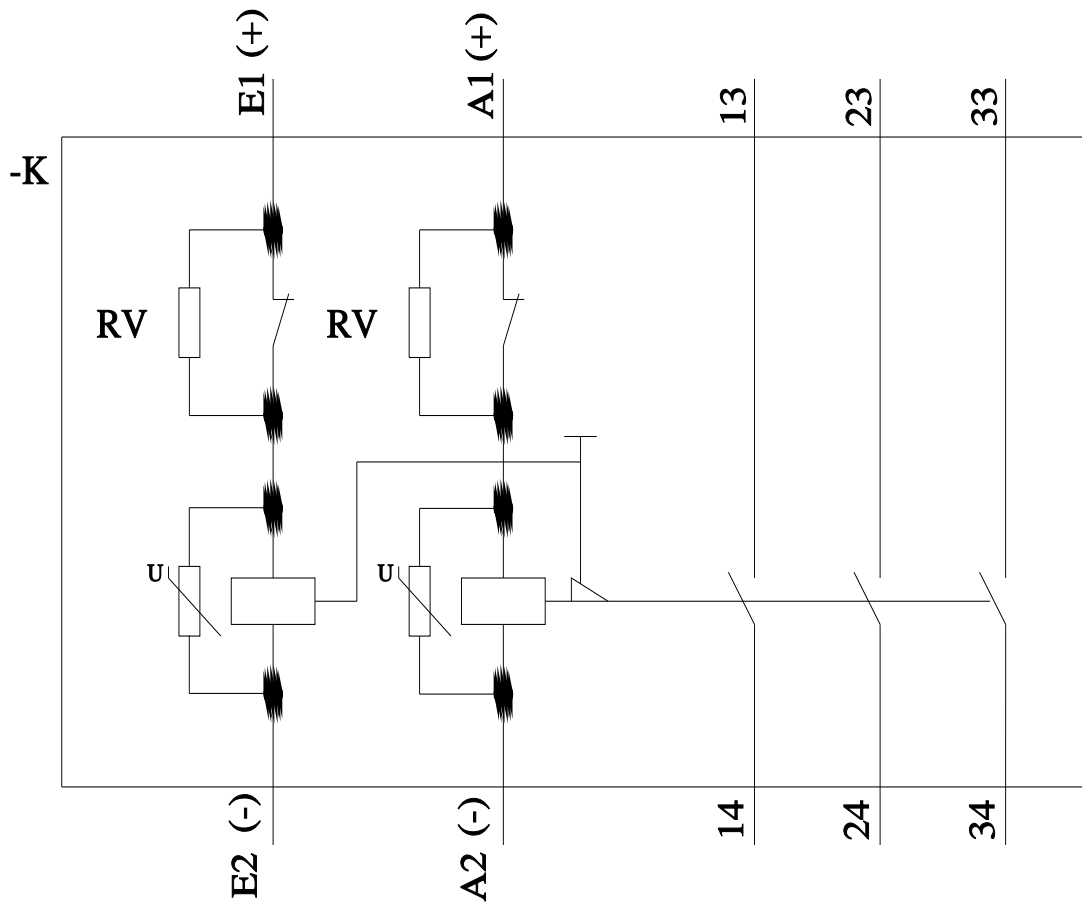 E1 (+)
A1 (+)
13
23
33
-K
RV
RV
U
U
E2 (-)
A2 (-)
14
24
34